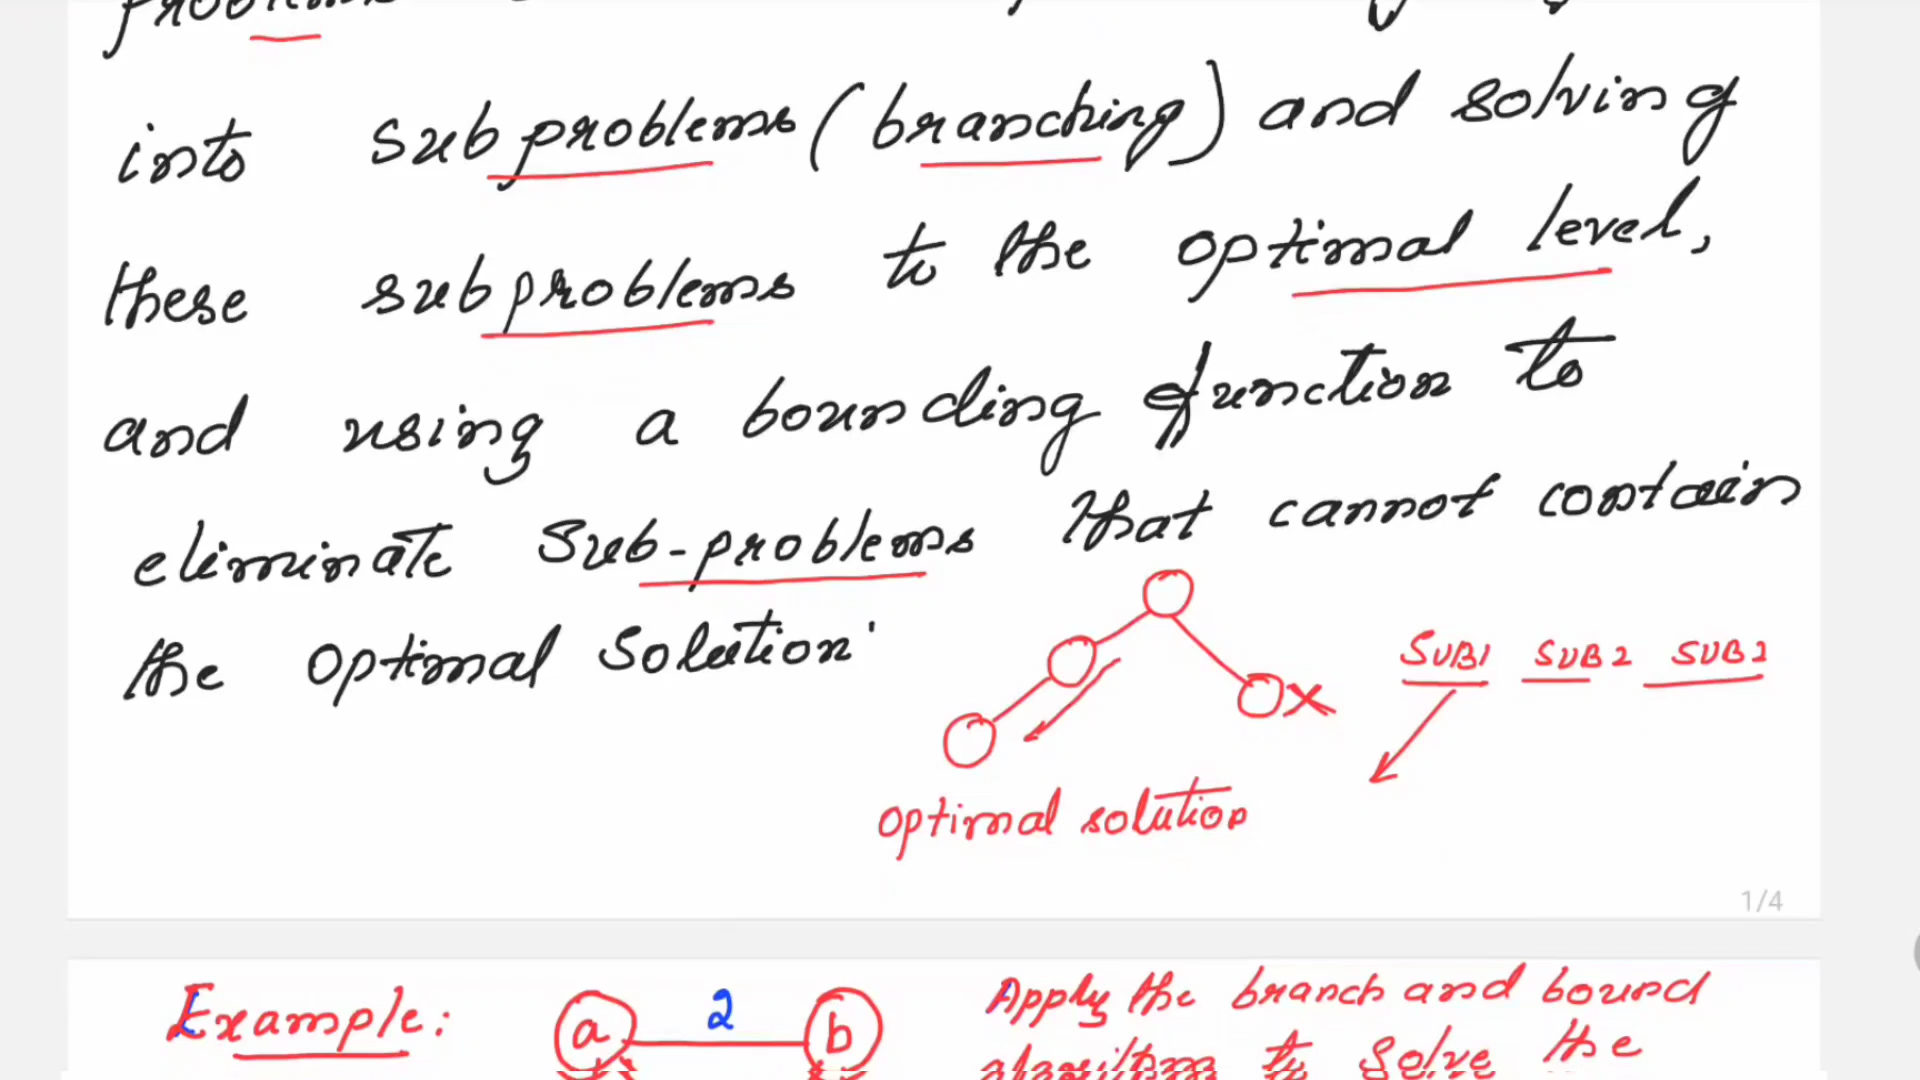 into subproblems (branching) and solving
these subproblems to the optimal level,
and using a bounding function to
eliminate Sub-problems that cannot contain
the optimal solution.
SUB1 SUB2 SUB2
optimal solution
1/4
Example:
a 2 b
Apply the branch and bound
algorithm to solve the